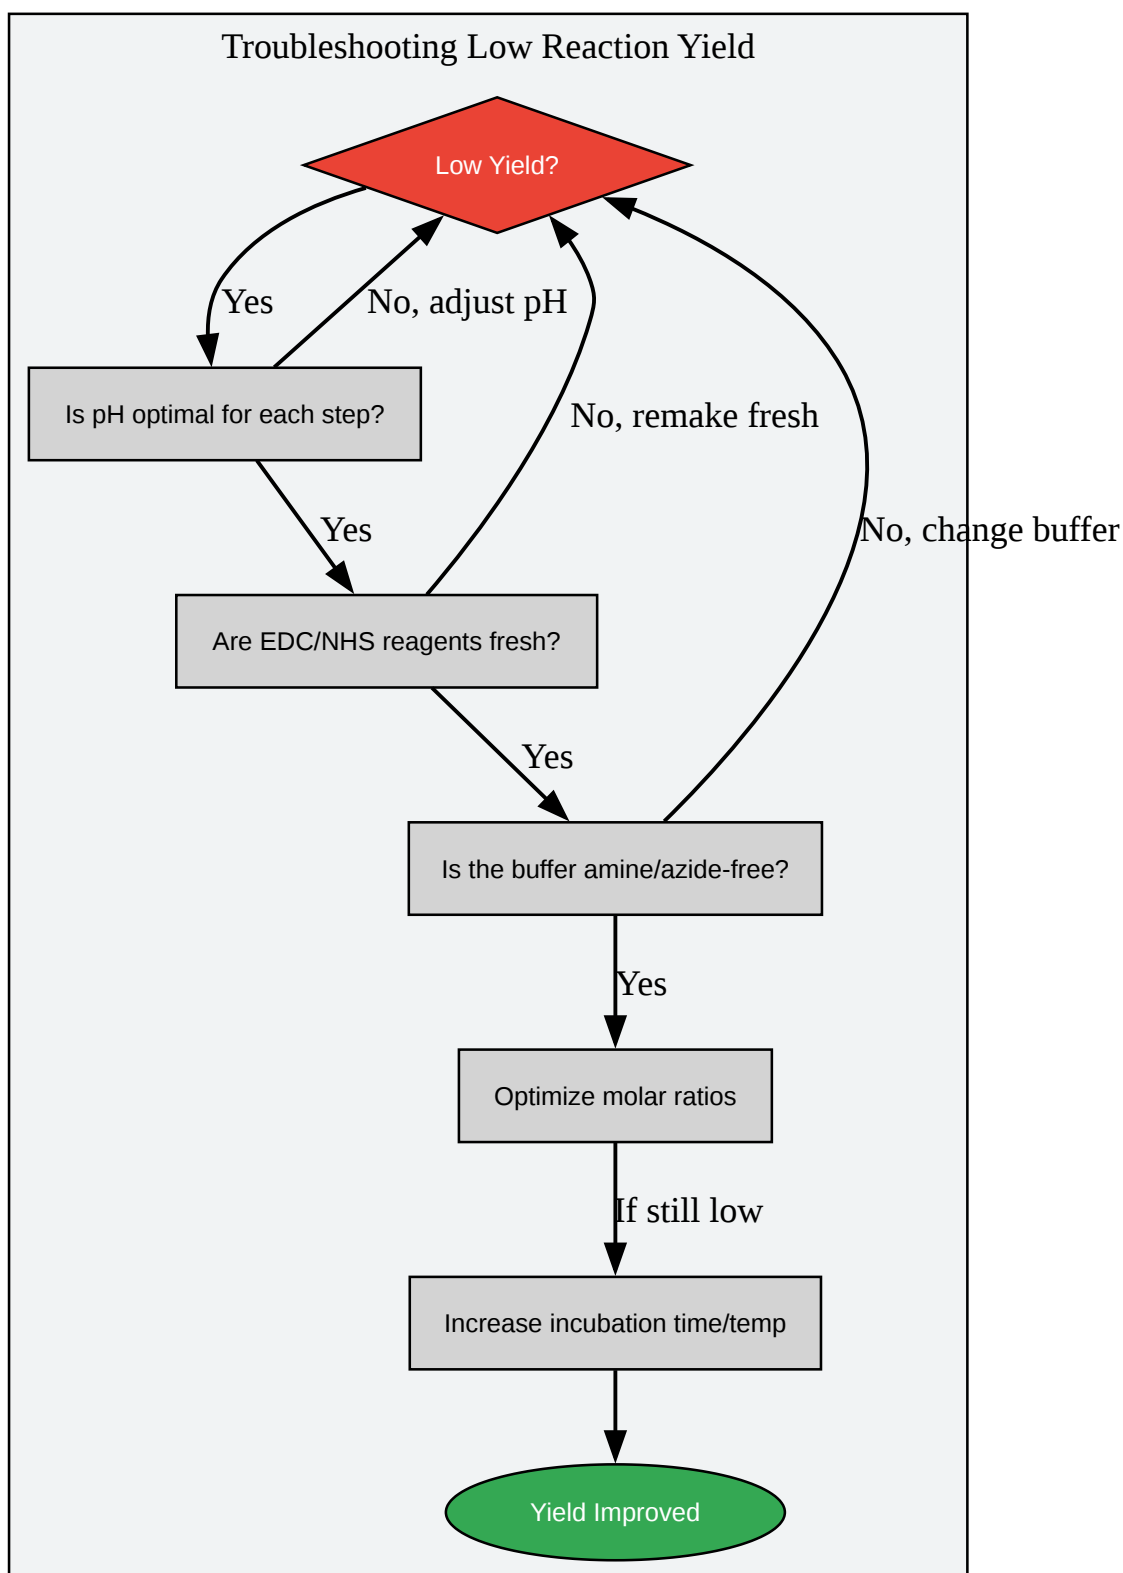 Troubleshooting Low Reaction Yield
Low Yield?
Yes
No, adjust pH
Is pH optimal for each step?
No, remake fresh
Yes
No, change buffer
Are EDC/NHS reagents fresh?
Yes
Is the buffer amine/azide-free?
Yes
Optimize molar ratios
If still low
Increase incubation time/temp
Yield Improved